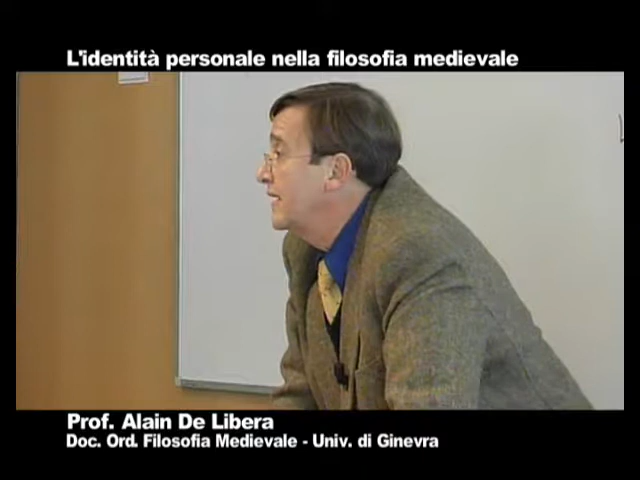 L'identità personale nella filosofia medievale
Prof. Alain De Libera
Doc. Ord. Filosofia Medievale - Univ. di Ginevra